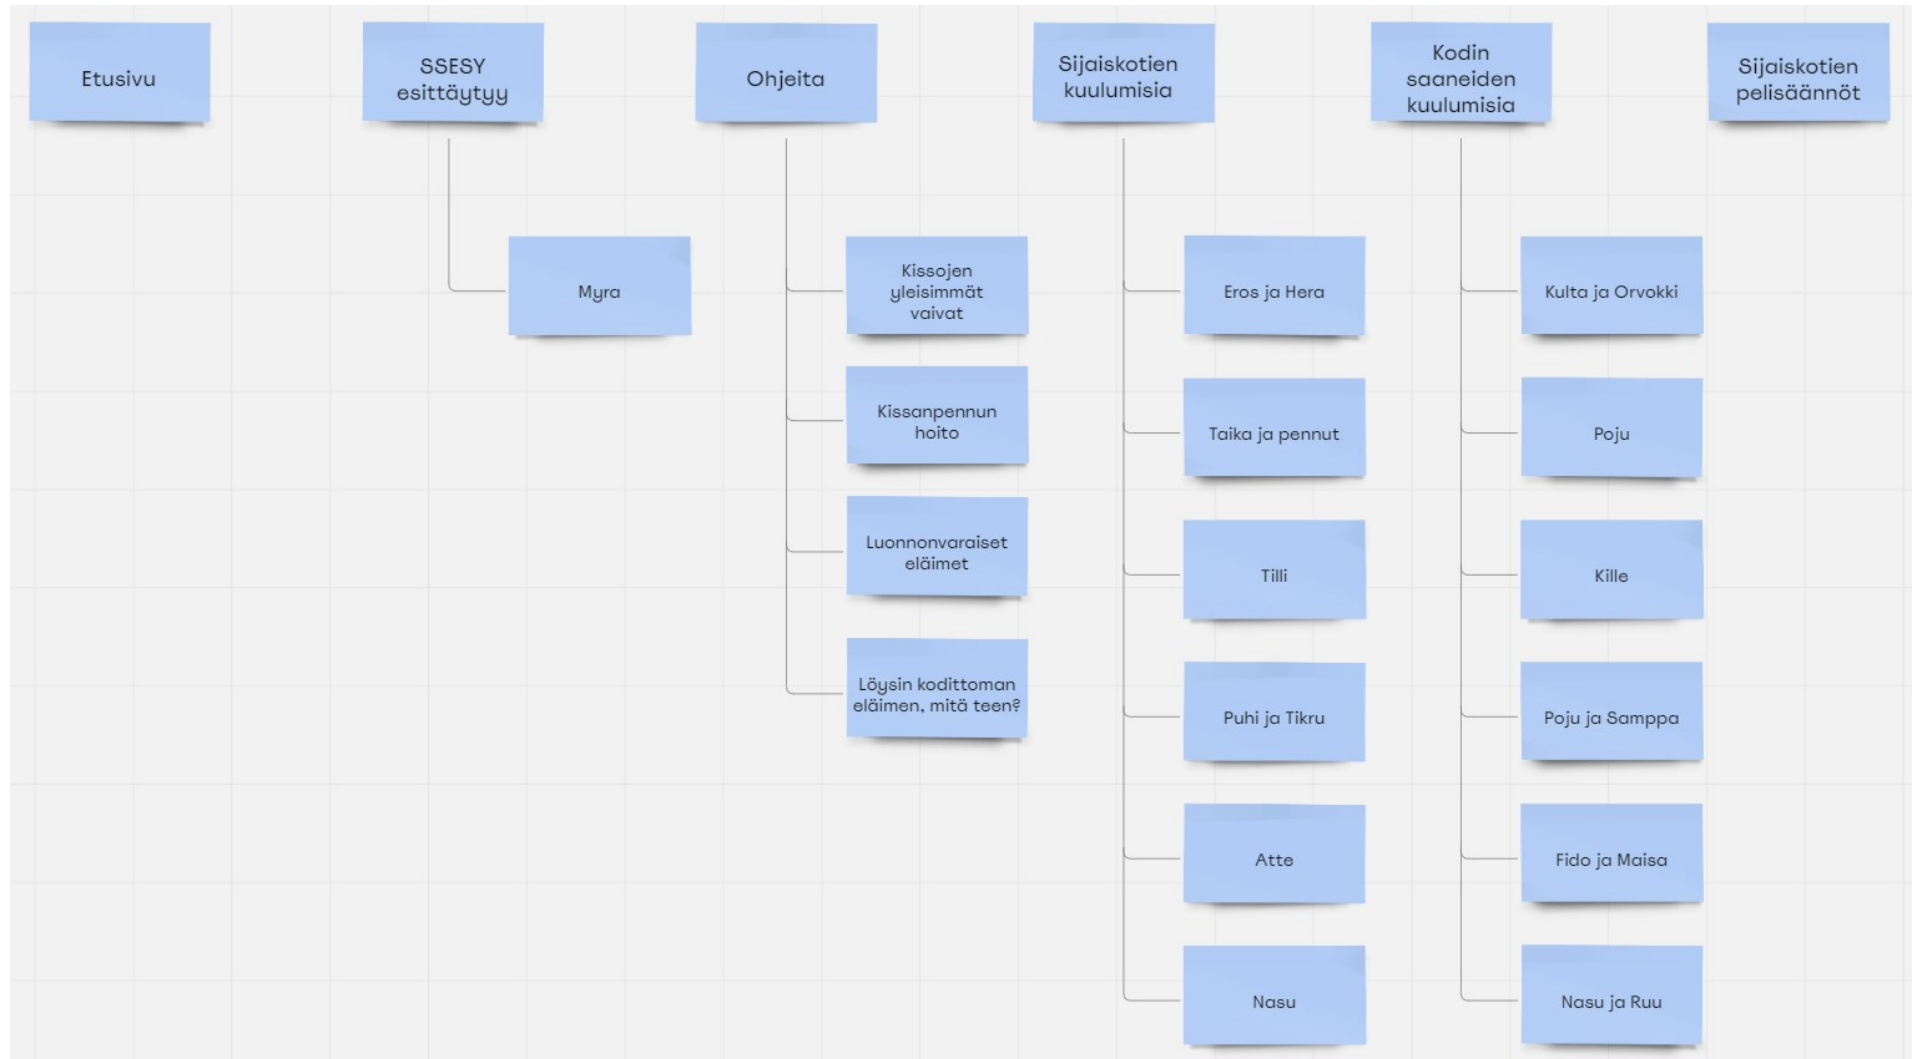 Etusivu
SSESY
esittäytyy
Ohjeita
Sijaiskotien
kuulumisia
Kodin
saaneiden
kuulumisia
Sijaiskotien
pelisäännöt
Myra
Kissojen
yleisimmät
vaivat
Kissanpennun
hoito
Luonnonvaraiset
eläimet
Löysin kodittoman
eläimen, mitä teen?
Eros ja Hera
Taika ja pennut
Tilli
Puhi ja Tikru
Atte
Nasu
Kulta ja Orvokki
Poju
Kille
Poju ja Samppa
Fido ja Maisa
Nasu ja Ruu